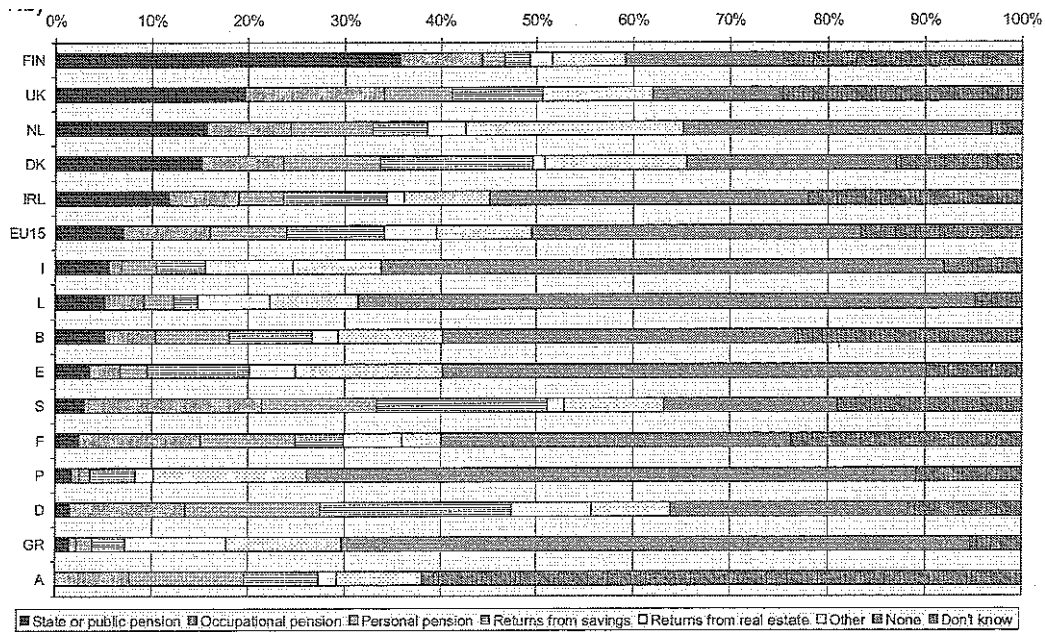 0% 10% 20% 30% 40% 50% 60% 70% 80% 90% 100%
FIN
UK
NL
DK
IRL
EU15
I
L
B
E
S
F
P
D
GR
A
State or public pension Occupational pension Personal pension Returns from savings Returns from real estate Other None Don't know